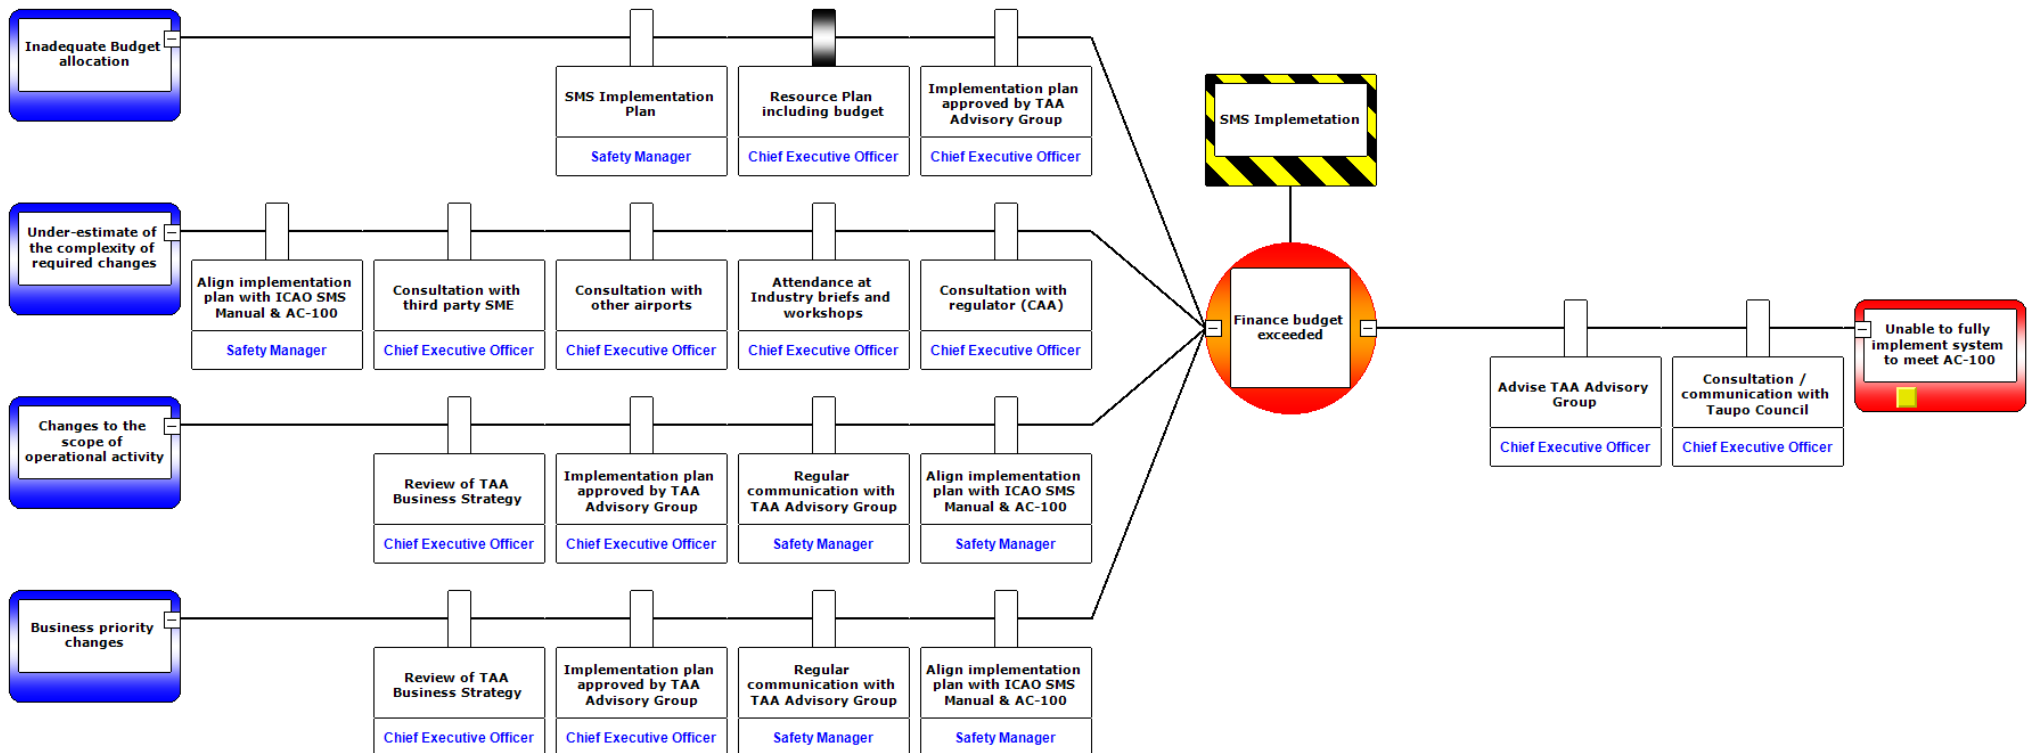 Inadequate Budget
allocation
SMS Implementation
Plan
Safety Manager
Resource Plan
including budget
Chief Executive Officer
Implementation plan
approved by TAA
Advisory Group
Chief Executive Officer
SMS Implemetation
Under-estimate of
the complexity of
required changes
Align implementation
plan with ICAO SMS
Manual & AC-100
Safety Manager
Consultation with
third party SME
Chief Executive Officer
Consultation with
other airports
Chief Executive Officer
Attendance at
Industry briefs and
workshops
Chief Executive Officer
Consultation with
regulator (CAA)
Chief Executive Officer
Finance budget
exceeded
Advise TAA Advisory
Group
Chief Executive Officer
Consultation /
communication with
Taupo Council
Chief Executive Officer
Unable to fully
implement system
to meet AC-100
Changes to the
scope of
operational activity
Review of TAA
Business Strategy
Chief Executive Officer
Implementation plan
approved by TAA
Advisory Group
Chief Executive Officer
Regular
communication with
TAA Advisory Group
Safety Manager
Align implementation
plan with ICAO SMS
Manual & AC-100
Safety Manager
Business priority
changes
Review of TAA
Business Strategy
Chief Executive Officer
Implementation plan
approved by TAA
Advisory Group
Chief Executive Officer
Regular
communication with
TAA Advisory Group
Safety Manager
Align implementation
plan with ICAO SMS
Manual & AC-100
Safety Manager